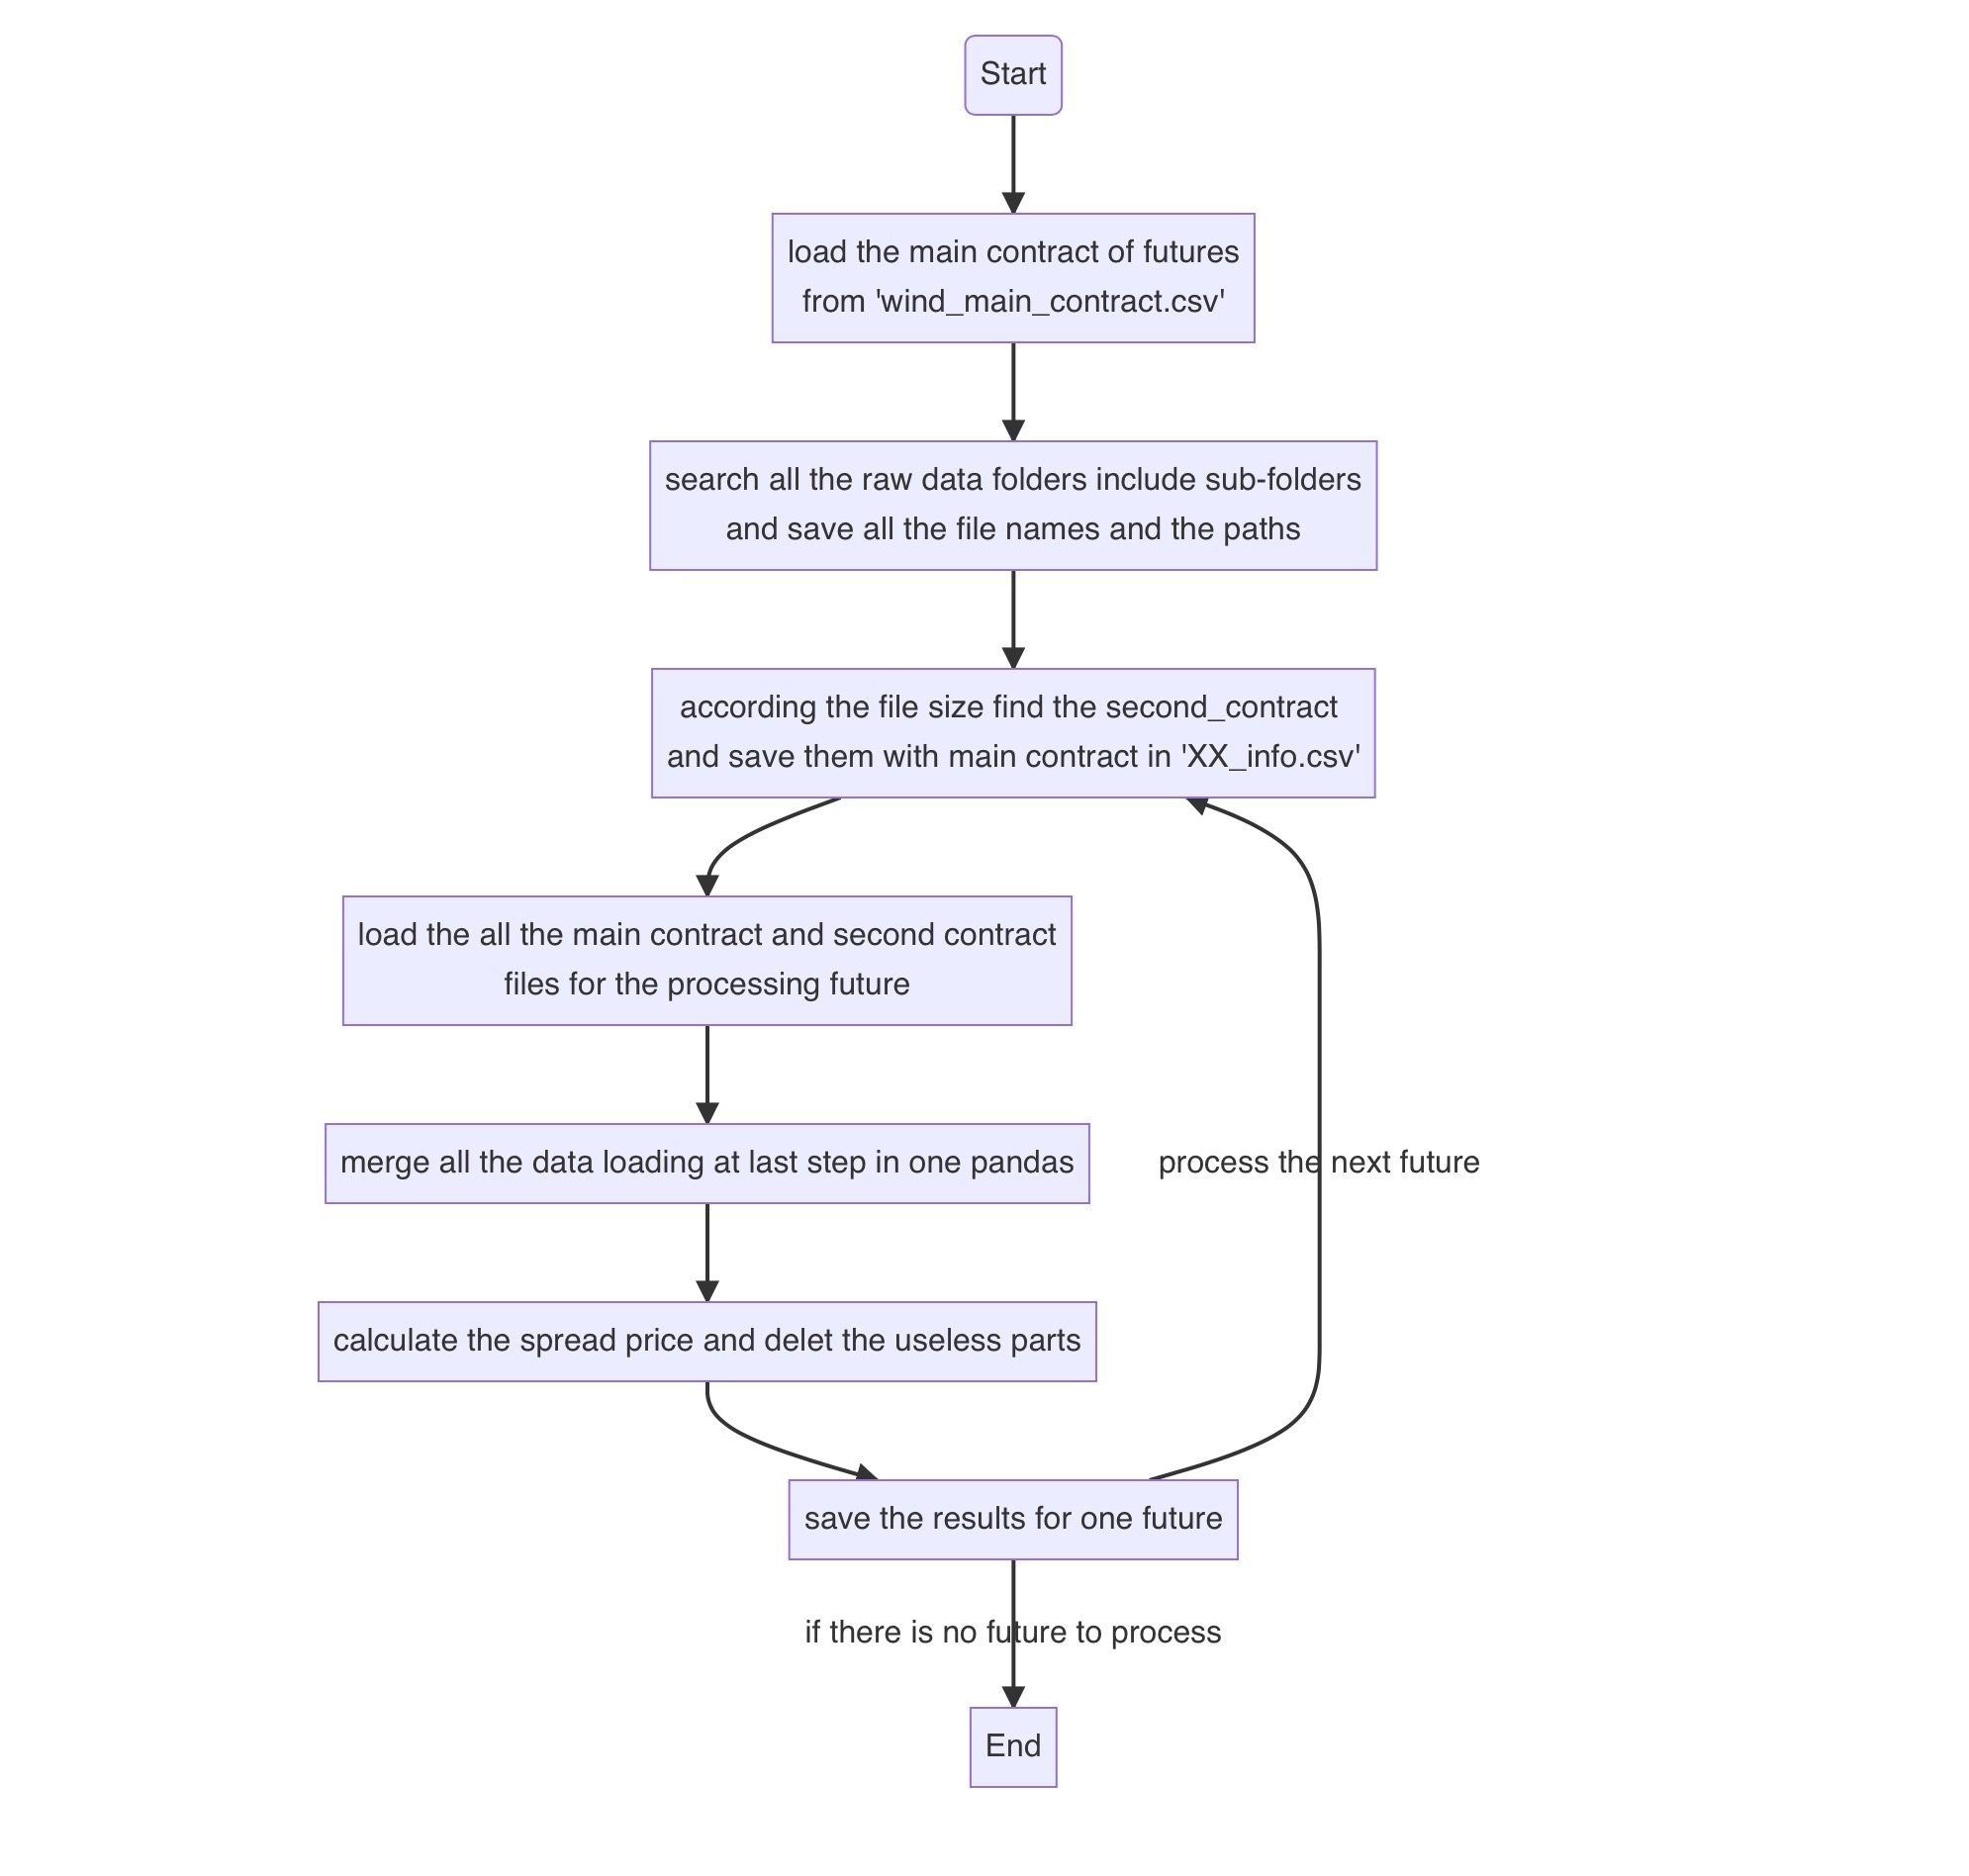 Start
load the main contract of futures
from 'wind_main_contract.csv'
search all the raw data folders include sub-folders
and save all the file names and the paths
according the file size find the second_contract
and save them with main contract in 'XX_info.csv'
load the all the main contract and second contract
files for the processing future
merge all the data loading at last step in one pandas
process the next future
calculate the spread price and delet the useless parts
save the results for one future
if there is no future to process
End